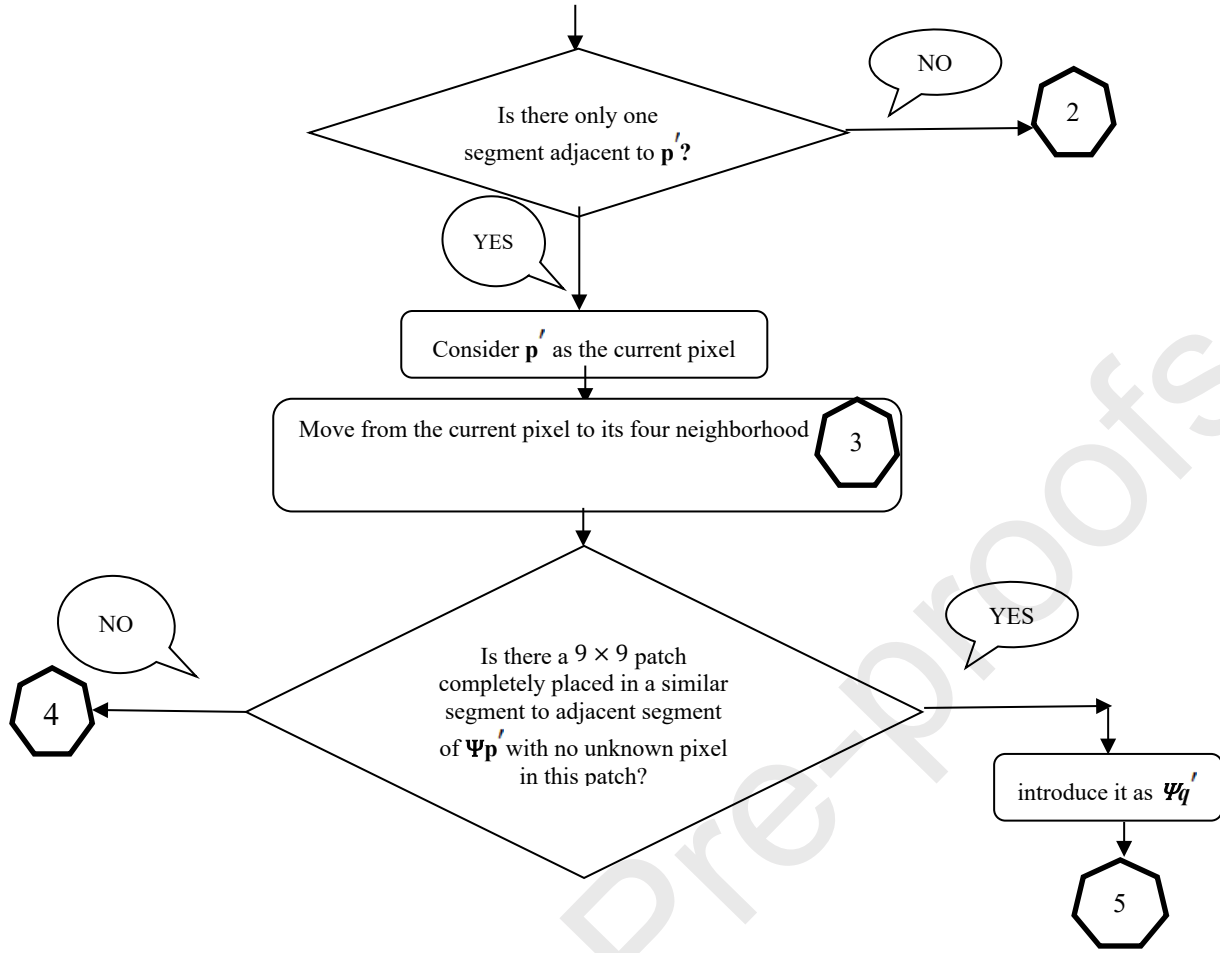 Is there only one
segment adjacent to p′?
NO
2
YES
Consider p′ as the current pixel
Move from the current pixel to its four neighborhood
3
Is there a 9 × 9 patch
completely placed in a similar
segment to adjacent segment
of Ψp′ with no unknown pixel
in this patch?
NO
4
YES
introduce it as Ψq′
5
Pre-proofs